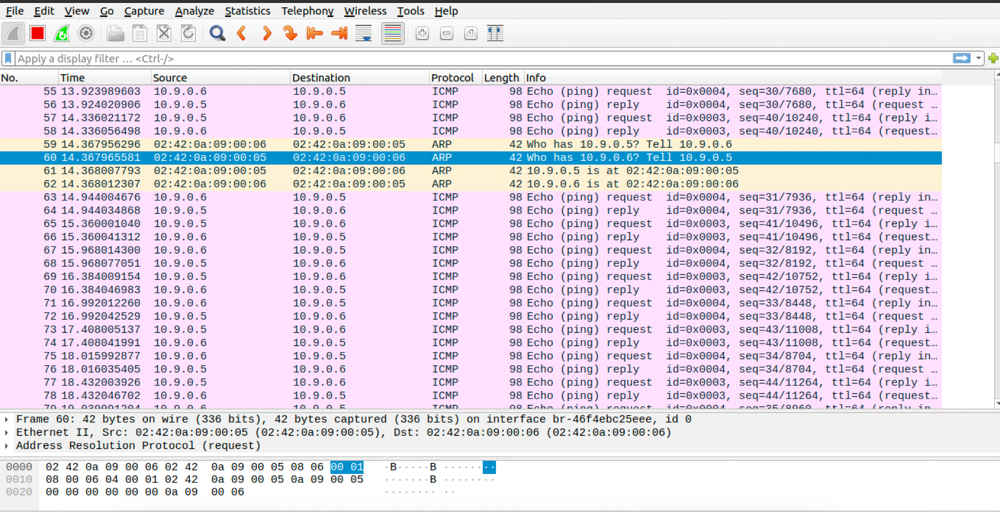 File Edit View Go Capture Analyze Statistics Telephony Wireless Tools Help
Apply a display filter … <Ctrl-/>
No. Time Source Destination Protocol Length Info
55 13.923989603 10.9.0.6 10.9.0.5 ICMP 98 Echo (ping) request id=0x0004, seq=30/7680, ttl=64 (reply in…
56 13.924020906 10.9.0.5 10.9.0.6 ICMP 98 Echo (ping) reply id=0x0004, seq=30/7680, ttl=64 (request …
57 14.336021172 10.9.0.5 10.9.0.6 ICMP 98 Echo (ping) request id=0x0003, seq=40/10240, ttl=64 (reply i…
58 14.336056498 10.9.0.6 10.9.0.5 ICMP 98 Echo (ping) reply id=0x0003, seq=40/10240, ttl=64 (request…
59 14.367956296 02:42:0a:09:00:06 02:42:0a:09:00:05 ARP 42 Who has 10.9.0.5? Tell 10.9.0.6
60 14.367965581 02:42:0a:09:00:05 02:42:0a:09:00:06 ARP 42 Who has 10.9.0.6? Tell 10.9.0.5
61 14.368007793 02:42:0a:09:00:05 02:42:0a:09:00:06 ARP 42 10.9.0.5 is at 02:42:0a:09:00:05
62 14.368012307 02:42:0a:09:00:06 02:42:0a:09:00:05 ARP 42 10.9.0.6 is at 02:42:0a:09:00:06
63 14.944004676 10.9.0.6 10.9.0.5 ICMP 98 Echo (ping) request id=0x0004, seq=31/7936, ttl=64 (reply in…
64 14.944034868 10.9.0.5 10.9.0.6 ICMP 98 Echo (ping) reply id=0x0004, seq=31/7936, ttl=64 (request …
65 15.360001040 10.9.0.5 10.9.0.6 ICMP 98 Echo (ping) request id=0x0003, seq=41/10496, ttl=64 (reply i…
66 15.360041312 10.9.0.6 10.9.0.5 ICMP 98 Echo (ping) reply id=0x0003, seq=41/10496, ttl=64 (request…
67 15.968014300 10.9.0.6 10.9.0.5 ICMP 98 Echo (ping) request id=0x0004, seq=32/8192, ttl=64 (reply in…
68 15.968077051 10.9.0.5 10.9.0.6 ICMP 98 Echo (ping) reply id=0x0004, seq=32/8192, ttl=64 (request …
69 16.384009154 10.9.0.5 10.9.0.6 ICMP 98 Echo (ping) request id=0x0003, seq=42/10752, ttl=64 (reply i…
70 16.384046983 10.9.0.6 10.9.0.5 ICMP 98 Echo (ping) reply id=0x0003, seq=42/10752, ttl=64 (request…
71 16.992012260 10.9.0.6 10.9.0.5 ICMP 98 Echo (ping) request id=0x0004, seq=33/8448, ttl=64 (reply in…
72 16.992042529 10.9.0.5 10.9.0.6 ICMP 98 Echo (ping) reply id=0x0004, seq=33/8448, ttl=64 (request …
73 17.408005137 10.9.0.5 10.9.0.6 ICMP 98 Echo (ping) request id=0x0003, seq=43/11008, ttl=64 (reply i…
74 17.408041991 10.9.0.6 10.9.0.5 ICMP 98 Echo (ping) reply id=0x0003, seq=43/11008, ttl=64 (request…
75 18.015992877 10.9.0.6 10.9.0.5 ICMP 98 Echo (ping) request id=0x0004, seq=34/8704, ttl=64 (reply in…
76 18.016035405 10.9.0.5 10.9.0.6 ICMP 98 Echo (ping) reply id=0x0004, seq=34/8704, ttl=64 (request …
77 18.432003926 10.9.0.5 10.9.0.6 ICMP 98 Echo (ping) request id=0x0003, seq=44/11264, ttl=64 (reply i…
78 18.432046702 10.9.0.6 10.9.0.5 ICMP 98 Echo (ping) reply id=0x0003, seq=44/11264, ttl=64 (request…
79 10.9.0.6 10.9.0.5 ICMP 98 Echo (ping) request id=0x0004, seq=35/8960, ttl=64 (reply in…
Frame 60: 42 bytes on wire (336 bits), 42 bytes captured (336 bits) on interface br-46f4ebc25eee, id 0
Ethernet II, Src: 02:42:0a:09:00:05 (02:42:0a:09:00:05), Dst: 02:42:0a:09:00:06 (02:42:0a:09:00:06)
Address Resolution Protocol (request)
0000 02 42 0a 09 00 06 02 42 0a 09 00 05 08 06 00 01 ·B·····B ········
0010 08 00 06 04 00 01 02 42 0a 09 00 05 0a 09 00 05 ·······B ········
0020 00 00 00 00 00 00 0a 09 00 06 ········ ··